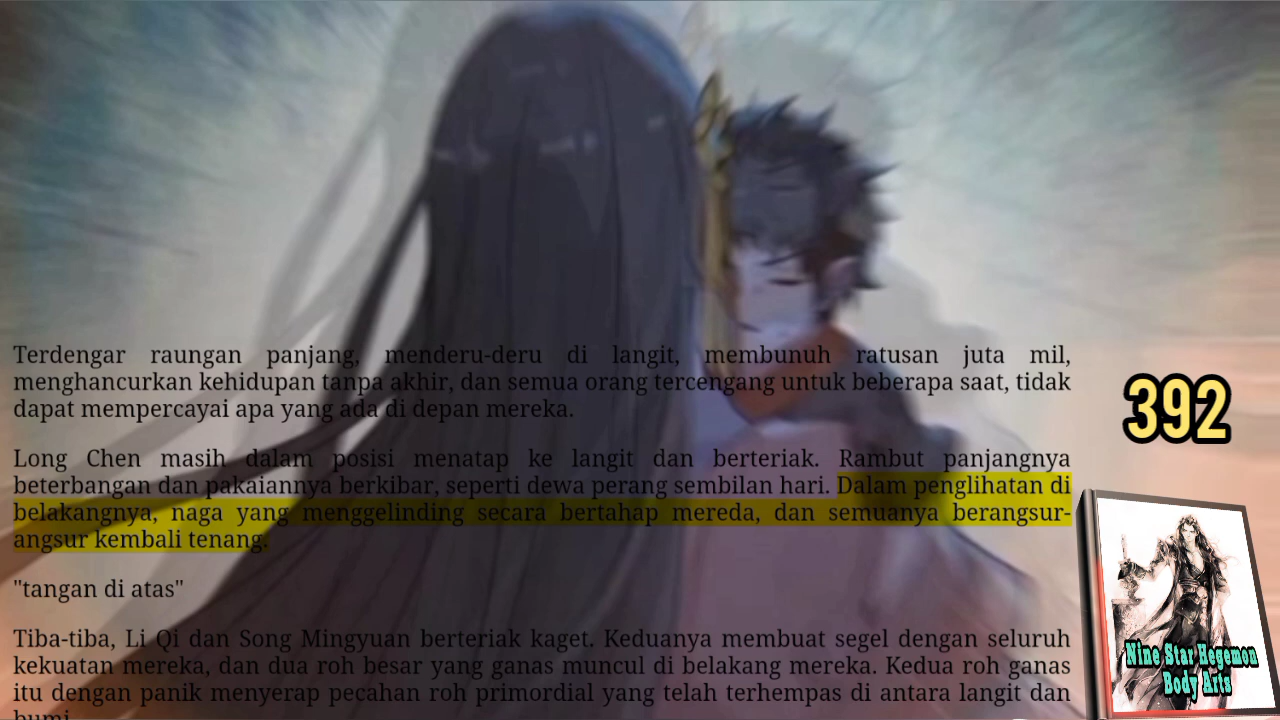 Terdengar raungan panjang, menderu-deru di langit, membunuh ratusan juta mil,
menghancurkan kehidupan tanpa akhir, dan semua orang tercengang untuk beberapa saat, tidak
dapat mempercayai apa yang ada di depan mereka.
Long Chen masih dalam posisi menatap ke langit dan berteriak. Rambut panjangnya
beterbangan dan pakaiannya berkibar, seperti dewa perang sembilan hari. Dalam penglihatan di
belakangnya, naga yang menggelinding secara bertahap mereda, dan semuanya berangsur-
angsur kembali tenang.
"tangan di atas"
Tiba-tiba, Li Qi dan Song Mingyuan berteriak kaget. Keduanya membuat segel dengan seluruh
kekuatan mereka, dan dua roh besar yang ganas muncul di belakang mereka. Kedua roh ganas
itu dengan panik menyerap pecahan roh primordial yang telah terhempas di antara langit dan
bumi.
392
Nine Star Hegemon
Body Arts